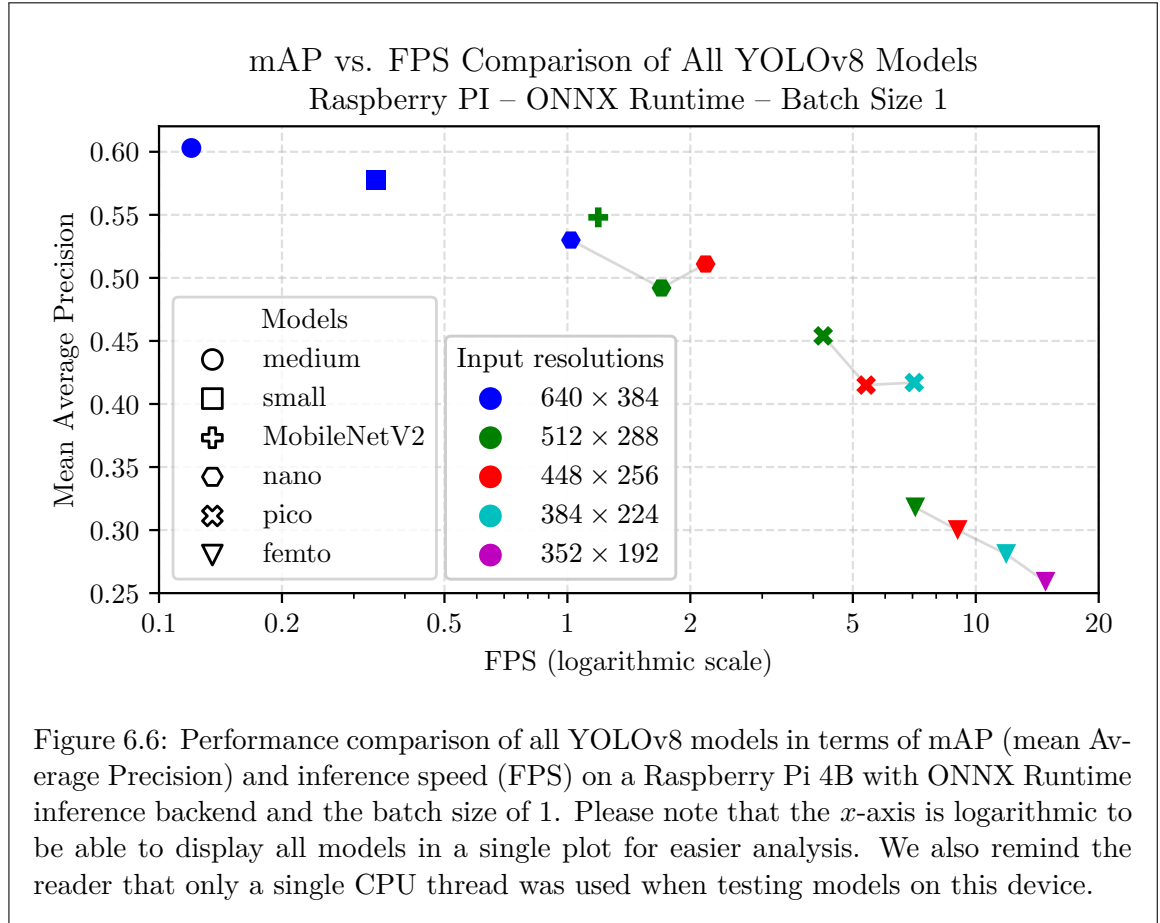 mAP vs. FPS Comparison of All YOLOv8 Models
Raspberry PI – ONNX Runtime – Batch Size 1
Mean Average Precision
0.60
0.55
0.50
0.45
0.40
0.35
0.30
0.25
Models
medium
small
MobileNetV2
nano
pico
femto
Input resolutions
640 × 384
512 × 288
448 × 256
384 × 224
352 × 192
0.1 0.2 0.5 1 2 5 10 20
FPS (logarithmic scale)
Figure 6.6: Performance comparison of all YOLOv8 models in terms of mAP (mean Av-
erage Precision) and inference speed (FPS) on a Raspberry Pi 4B with ONNX Runtime
inference backend and the batch size of 1. Please note that the x-axis is logarithmic to
be able to display all models in a single plot for easier analysis. We also remind the
reader that only a single CPU thread was used when testing models on this device.